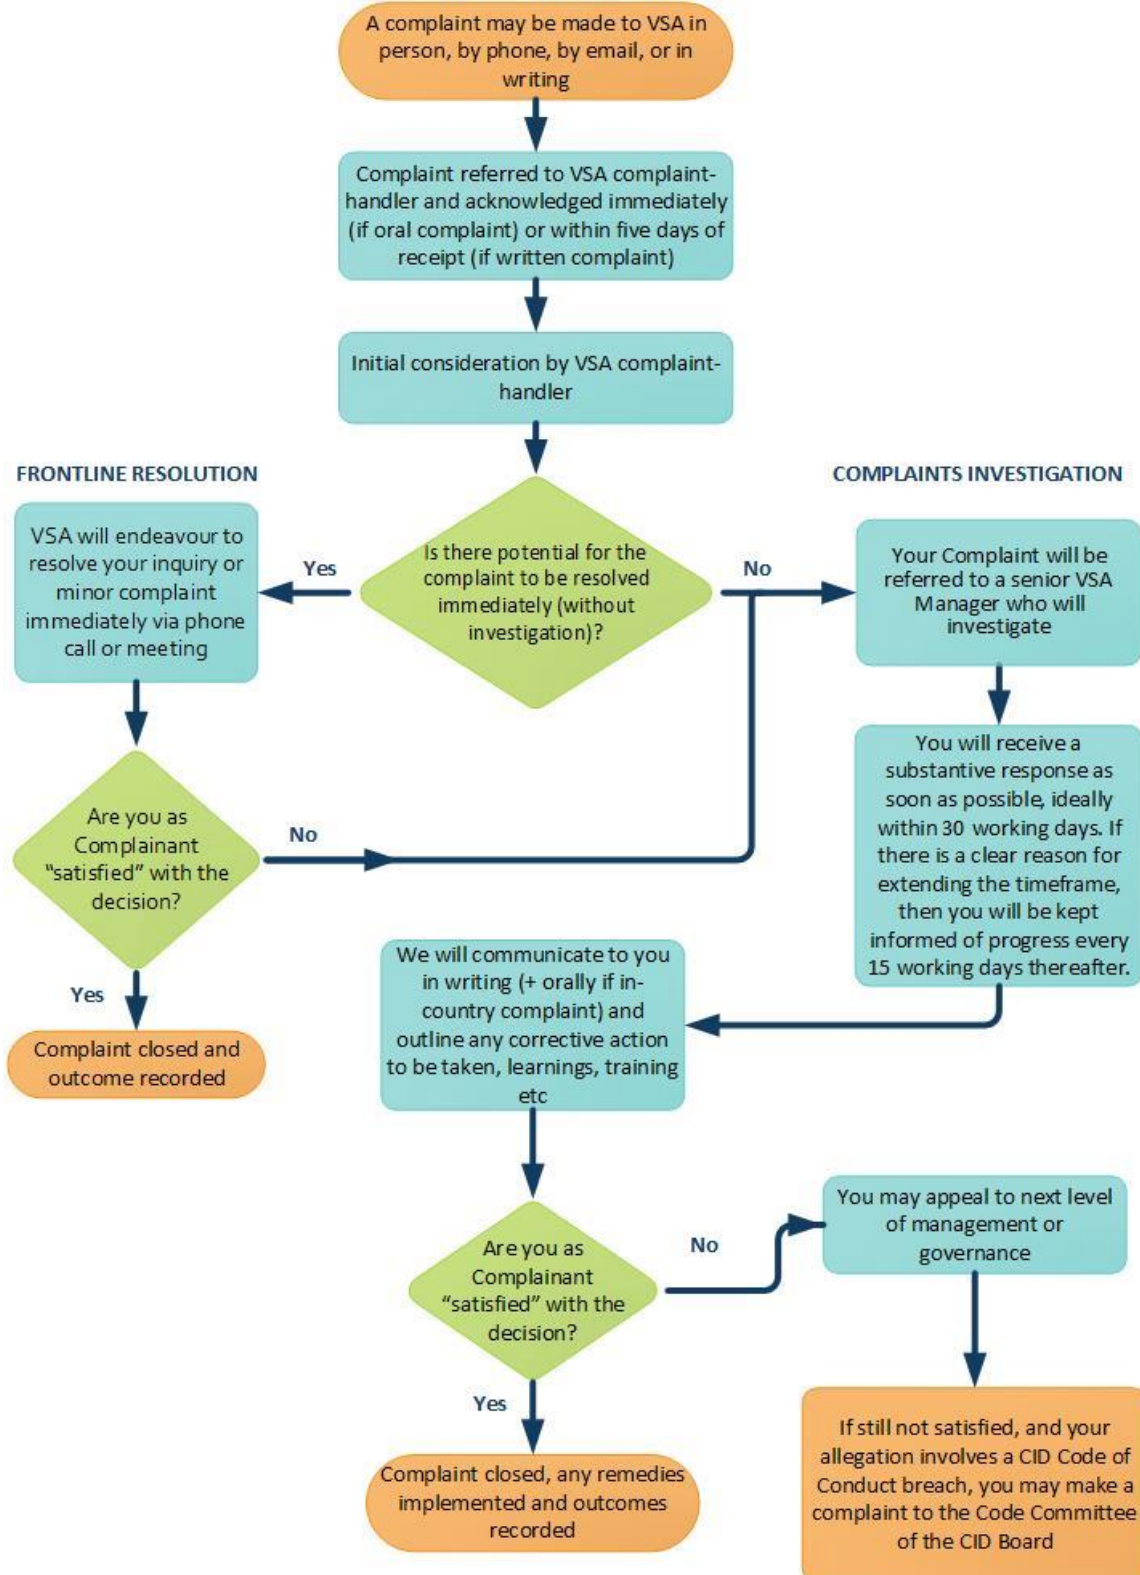 A complaint may be made to VSA in
person, by phone, by email, or in
writing
Complaint referred to VSA complaint-
handler and acknowledged immediately
(if oral complaint) or within five days of
receipt (if written complaint)
Initial consideration by VSA complaint-
handler
FRONTLINE RESOLUTION
COMPLAINTS INVESTIGATION
Is there potential for the
complaint to be resolved
immediately (without
investigation)?
Yes
No
VSA will endeavour to
resolve your inquiry or
minor complaint
immediately via phone
call or meeting
Your Complaint will be
referred to a senior VSA
Manager who will
investigate
Are you as
Complainant
“satisfied” with the
decision?
No
Yes
Complaint closed and
outcome recorded
You will receive a
substantive response as
soon as possible, ideally
within 30 working days. If
there is a clear reason for
extending the timeframe,
then you will be kept
informed of progress every
15 working days thereafter.
We will communicate to you
in writing (+ orally if in-
country complaint) and
outline any corrective action
to be taken, learnings, training
etc
Are you as
Complainant
“satisfied” with the
decision?
No
Yes
You may appeal to next level
of management or
governance
Complaint closed, any remedies
implemented and outcomes
recorded
If still not satisfied, and your
allegation involves a CID Code of
Conduct breach, you may make a
complaint to the Code Committee
of the CID Board